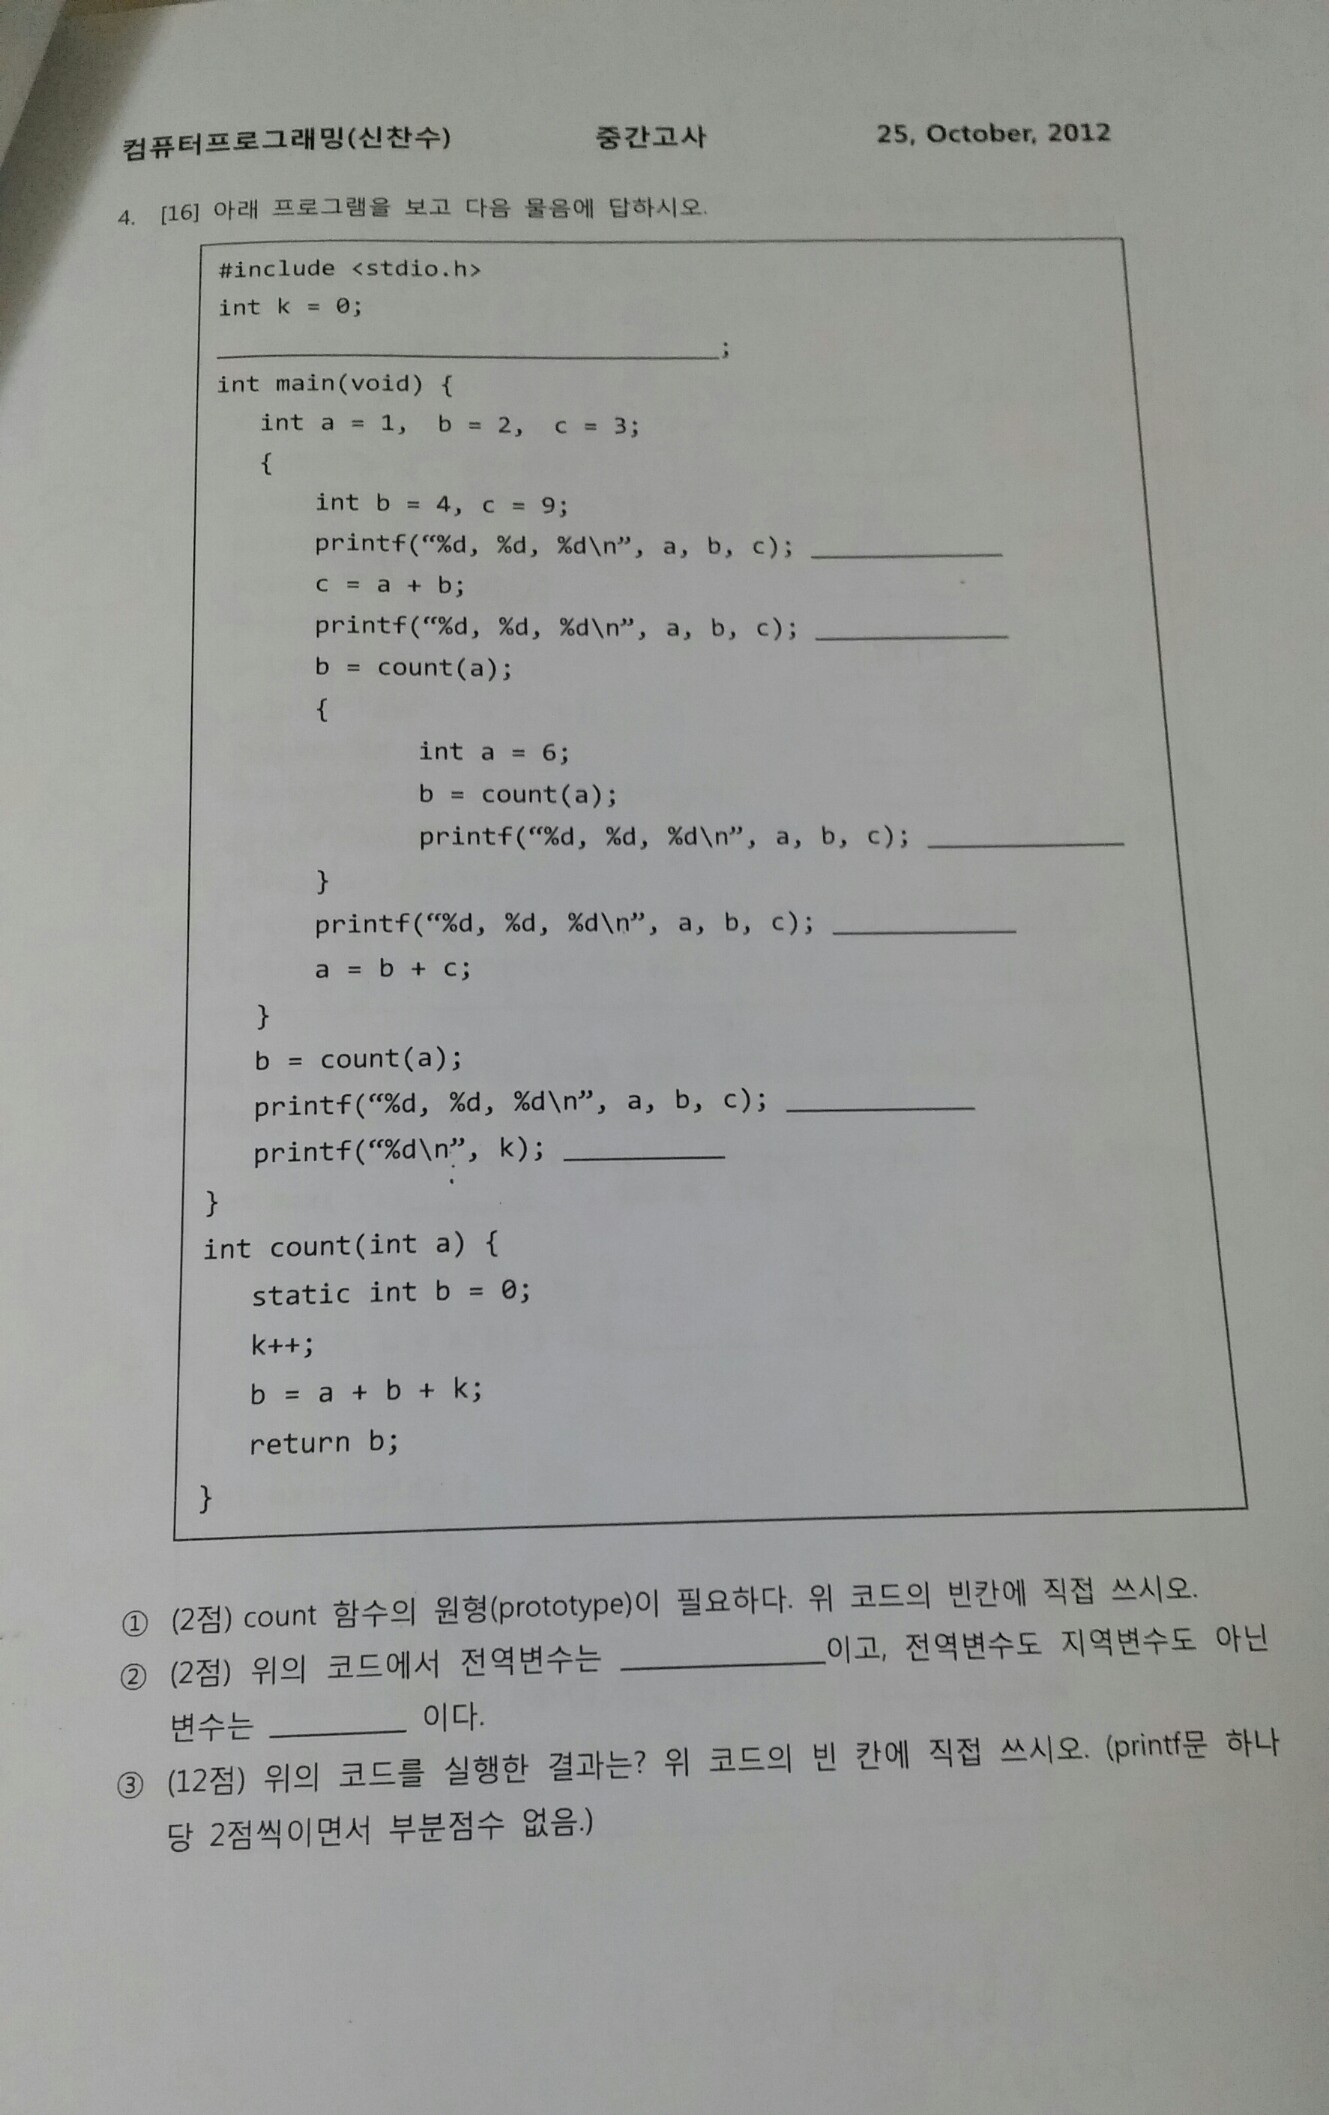 컴퓨터프로그래밍(신찬수) 중간고사 25, October, 2012
4. [16] 아래 프로그램을 보고 다음 물음에 답하시오.
#include <stdio.h>
int k = 0;
____________________;
int main(void) {
int a = 1, b = 2, c = 3;
{
int b = 4, c = 9;
printf(“%d, %d, %d\n”, a, b, c); __________
c = a + b;
printf(“%d, %d, %d\n”, a, b, c); __________
b = count(a);
{
int a = 6;
b = count(a);
printf(“%d, %d, %d\n”, a, b, c); __________
}
printf(“%d, %d, %d\n”, a, b, c); __________
a = b + c;
}
b = count(a);
printf(“%d, %d, %d\n”, a, b, c); __________
printf(“%d\n”, k); __________
}
int count(int a) {
static int b = 0;
k++;
b = a + b + k;
return b;
}
① (2점) count 함수의 원형(prototype)이 필요하다. 위 코드의 빈칸에 직접 쓰시오.
② (2점) 위의 코드에서 전역변수는 __________이고, 전역변수도 지역변수도 아닌
변수는 ________ 이다.
③ (12점) 위의 코드를 실행한 결과는? 위 코드의 빈 칸에 직접 쓰시오. (printf문 하나
당 2점씩이면서 부분점수 없음.)